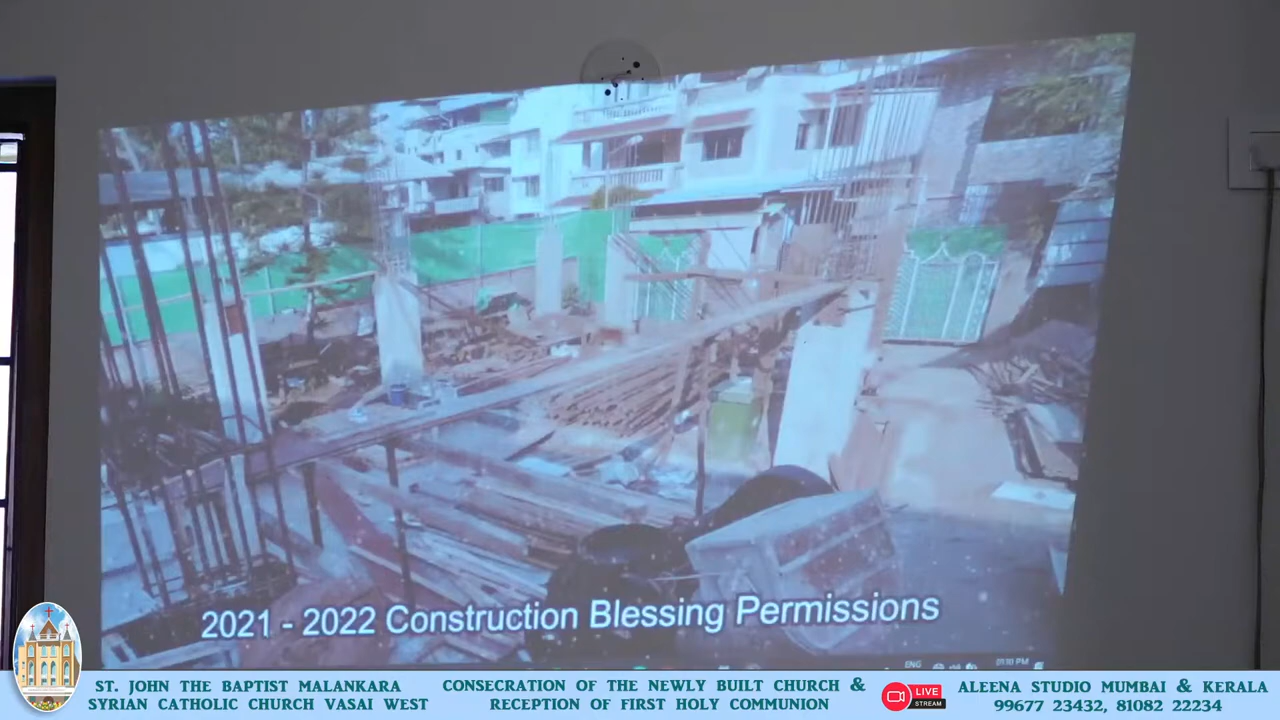 2021 - 2022 Construction Blessing Permissions
ENG
ST. JOHN THE BAPTIST MALANKARA
SYRIAN CATHOLIC CHURCH VASAI WEST
CONSECRATION OF THE NEWLY BUILT CHURCH &
RECEPTION OF FIRST HOLY COMMUNION
LIVE
STREAM
ALEENA STUDIO MUMBAI & KERALA
99677 23432, 81082 22234